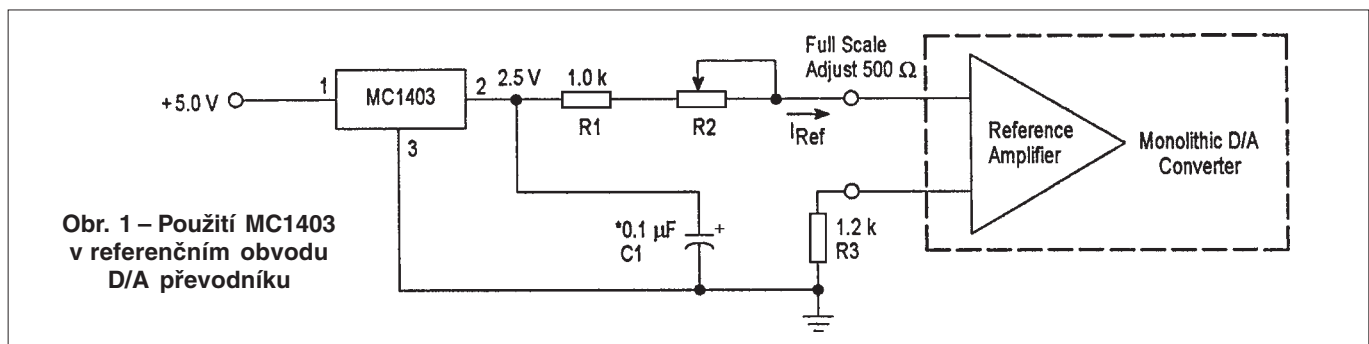 Full Scale
Adjust 500 Ω
+5.0 V
1
MC1403
2
2.5 V
1.0 k
R1
R2
I Ref
3
Reference
Amplifier
Monolithic D/A
Converter
*0.1 µF
+
C1
1.2 k
R3
Obr. 1 – Použití MC1403
v referenčním obvodu
D/A převodníku